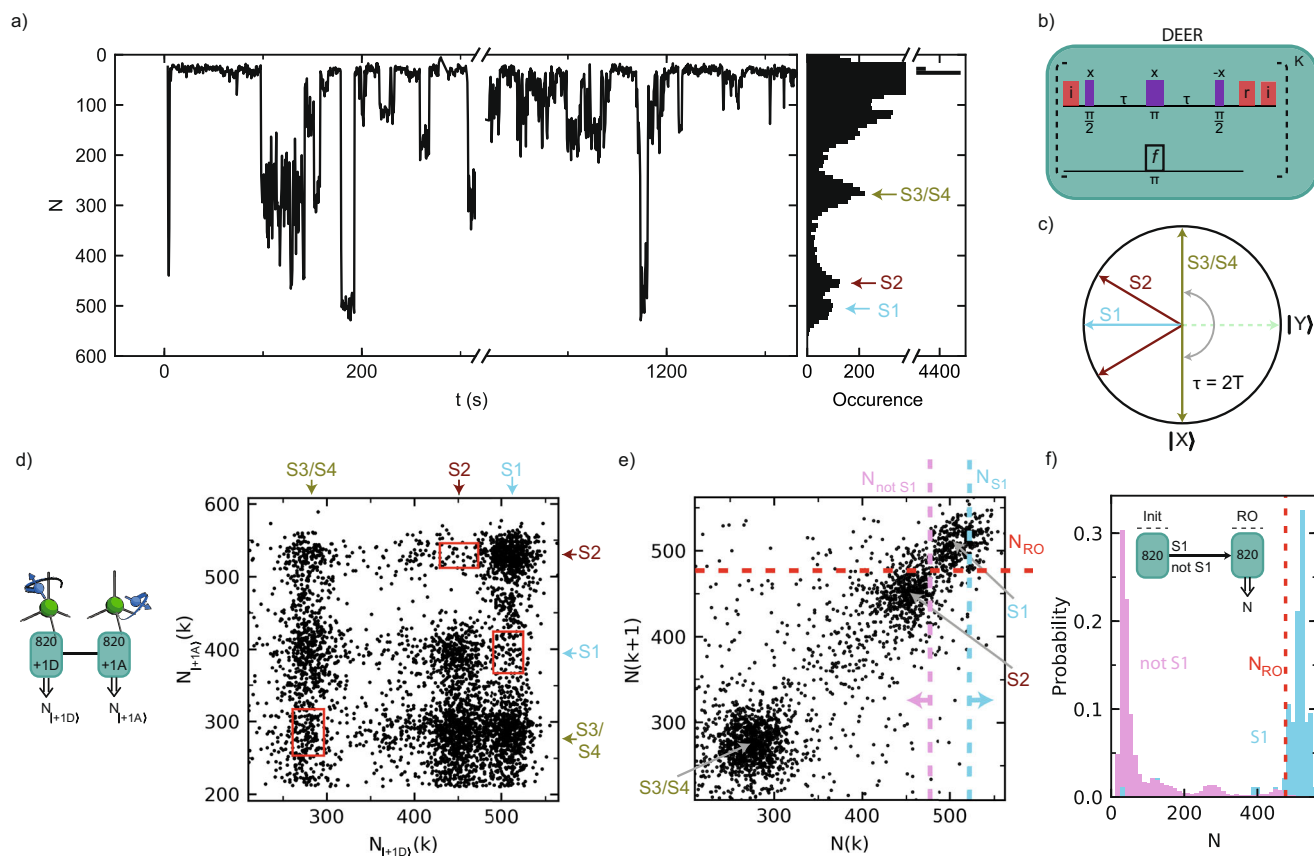 a)
0
100
200
300
400
500
600
N
0
200
1200
t (s)
S3/S4
S2
S1
0
200
4400
Occurence
b)
DEER
K
i
x
τ
x
τ
-x
r
i
π/2
π
π/2
f
π
c)
S3/S4
S2
S1
|Y⟩
τ = 2T
|X⟩
d)
820
+1D
820
+1A
N|+1D⟩
N|+1A⟩
S3/S4
S2
S1
600
500
400
300
200
N|+1A⟩(k)
S2
S1
S3/S4
300
400
500
N|+1D⟩(k)
e)
N not S1
N S1
N RO
500
400
300
N(k+1)
S1
S2
S3/S4
300
400
500
N(k)
f)
Init
RO
820
S1
not S1
820
N
0.3
0.2
0.1
0.0
Probability
not S1
N RO
S1
0
200
400
N